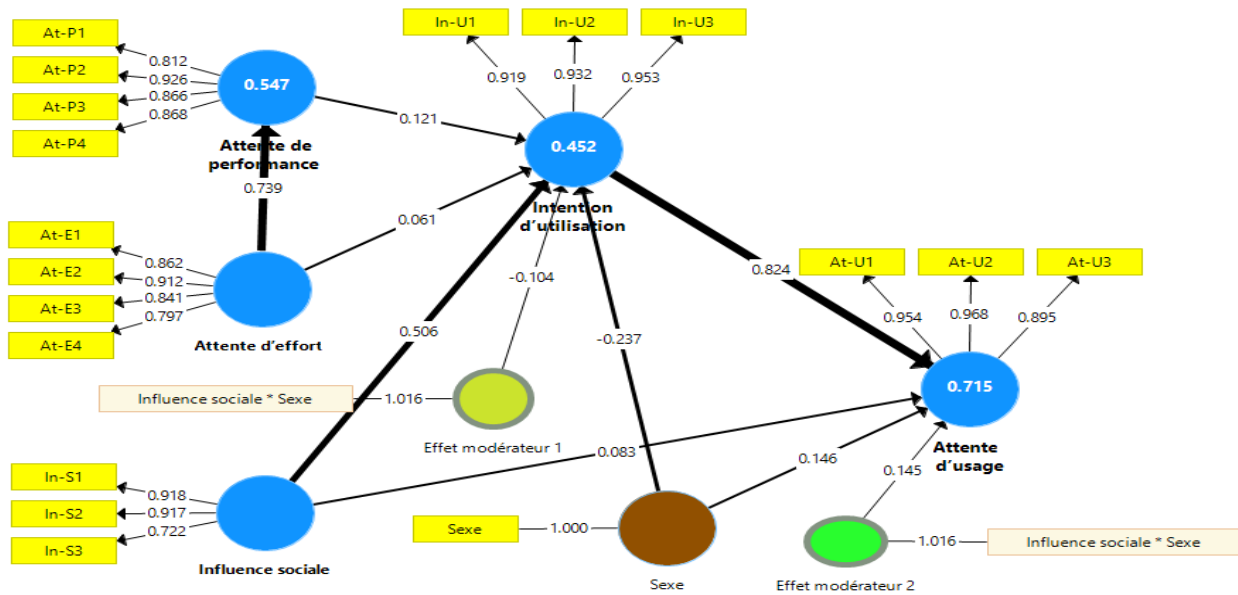 At-P1
At-P2
At-P3
At-P4
0.812
0.926
0.866
0.868
0.547
Attente de
performance
In-U1
In-U2
In-U3
0.919
0.932
0.953
0.121
0.452
Intention
d'utilisation
0.739
0.061
At-E1
At-E2
At-E3
At-E4
0.862
0.912
0.841
0.797
Attente d'effort
-0.104
0.506
-0.237
0.824
At-U1
At-U2
At-U3
0.954
0.968
0.895
0.715
Attente
d'usage
Influence sociale * Sexe
1.016
Effet modérateur 1
0.083
0.146
0.145
In-S1
In-S2
In-S3
0.918
0.917
0.722
Influence sociale
Sexe
1.000
Sexe
Effet modérateur 2
1.016
Influence sociale * Sexe